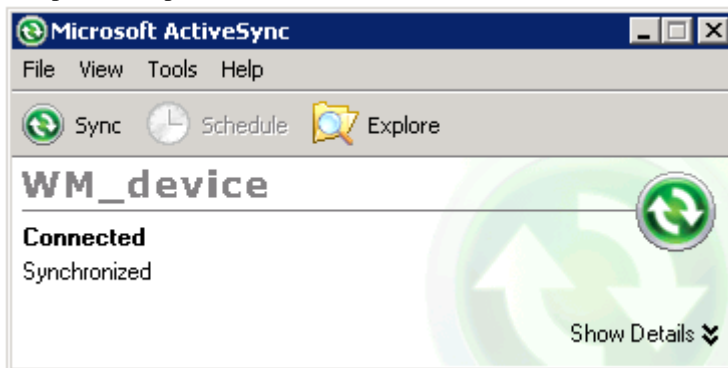 Microsoft ActiveSync
File View Tools Help
Sync Schedule Explore
WM_device
Connected
Synchronized
Show Details